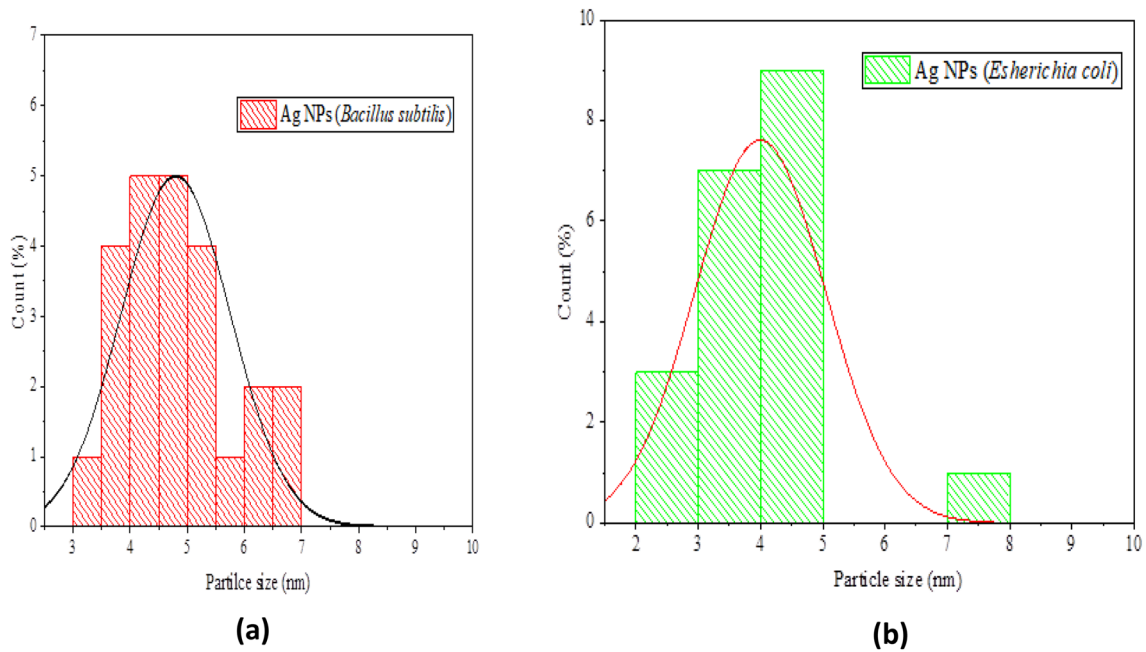 7
6
5
4
3
2
1
0
Count (%)
Ag NPs (Bacillus subtilis)
3 4 5 6 7 8 9 10
Partilce size (nm)
(a)
10
8
6
4
2
0
Count (%)
Ag NPs (Esherichia coli)
2 3 4 5 6 7 8 9 10
Particle size (nm)
(b)